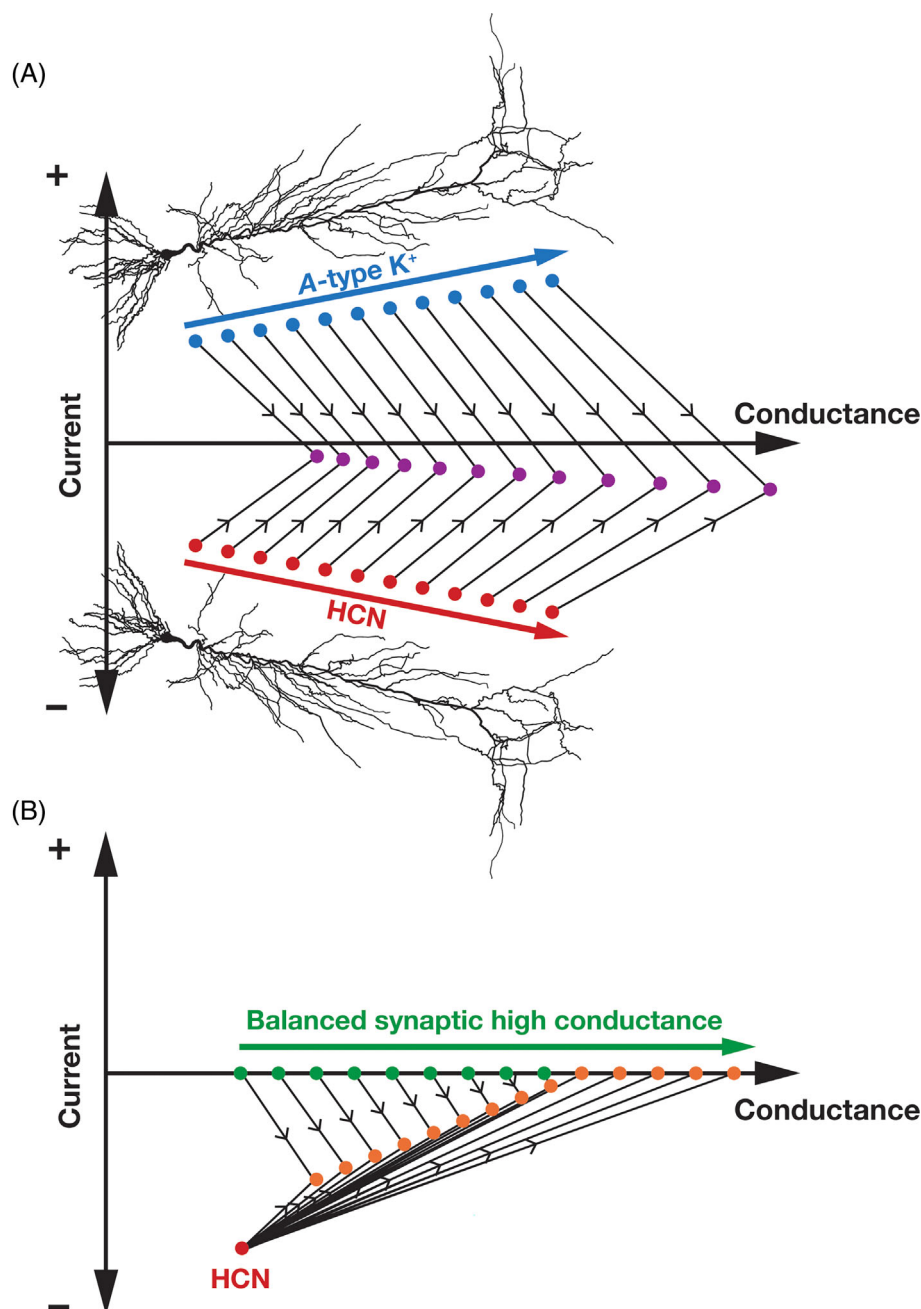 (A)
+
A-type K⁺
Conductance
Current
HCN
–
(B)
+
Balanced synaptic high conductance
Current
Conductance
HCN
–